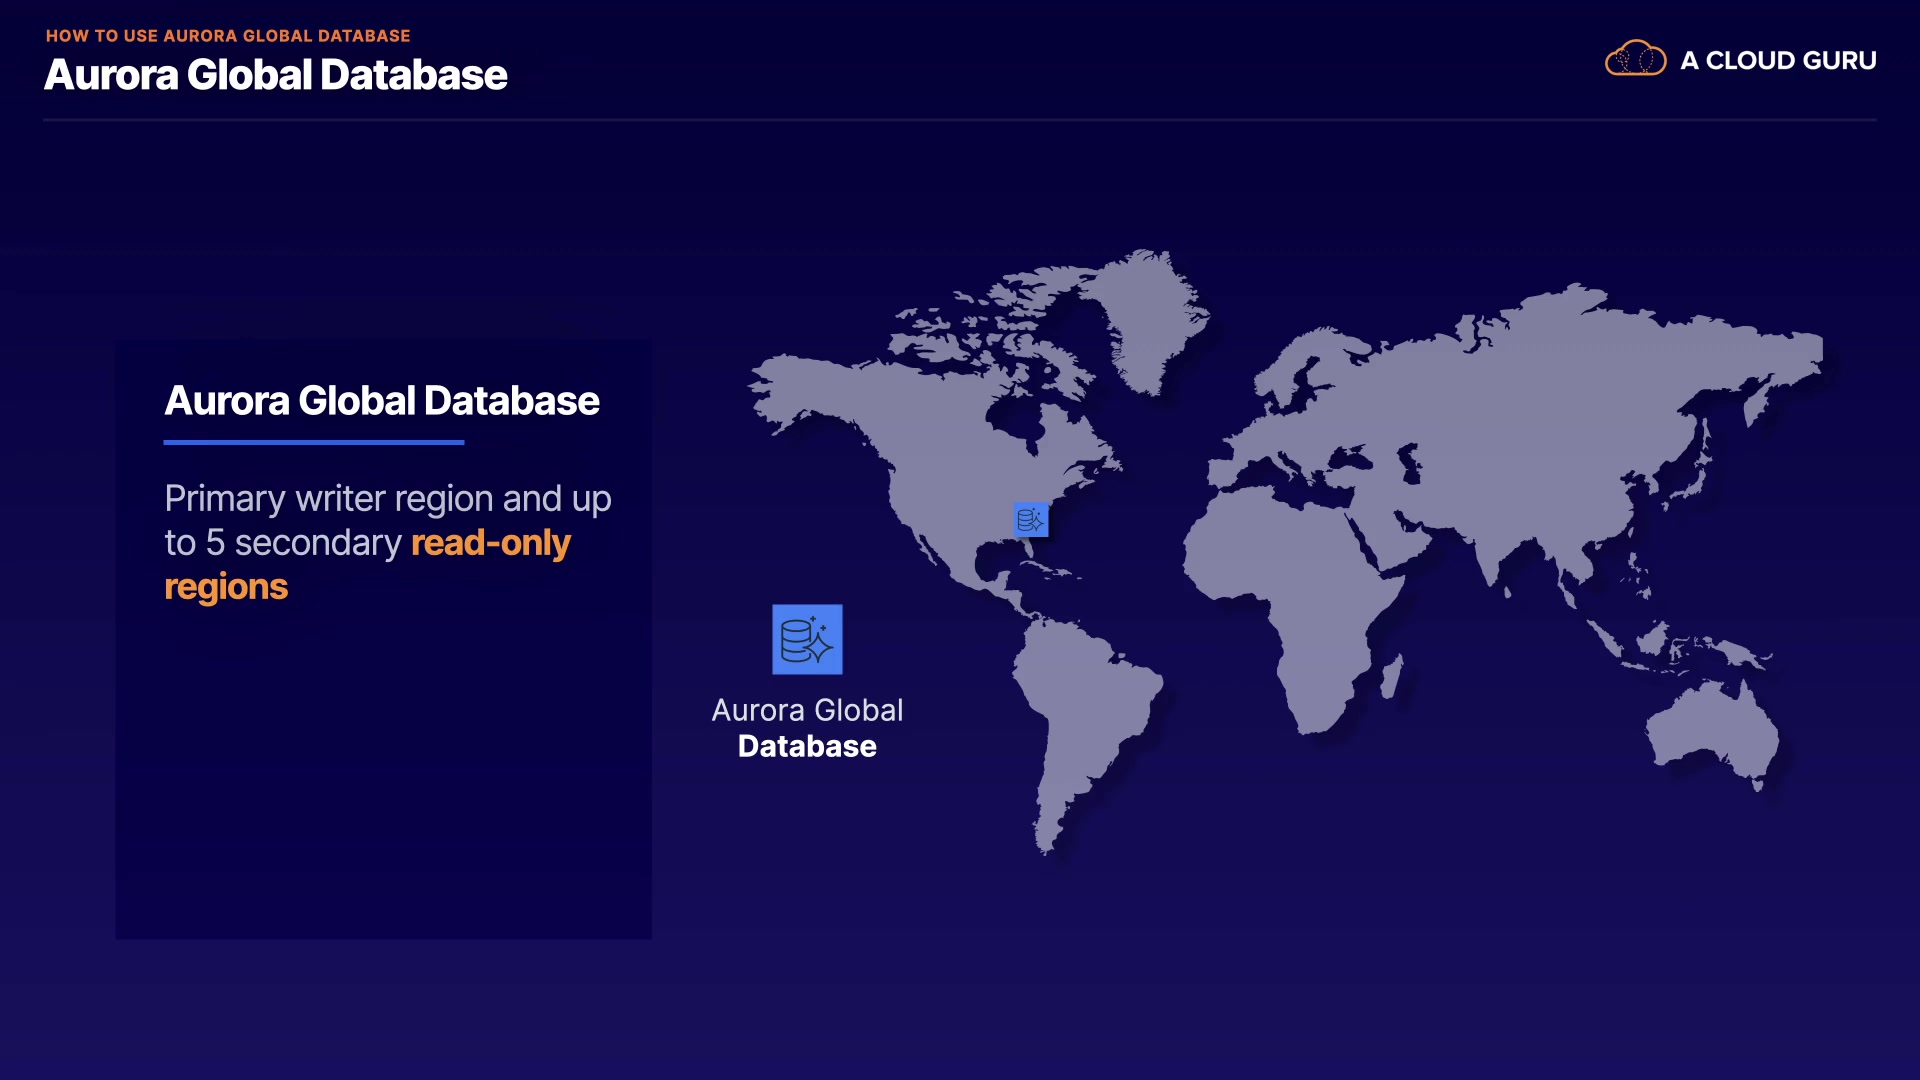 HOW TO USE AURORA GLOBAL DATABASE
Aurora Global Database
A CLOUD GURU
Aurora Global Database
Primary writer region and up
to 5 secondary read-only
regions
Aurora Global
Database